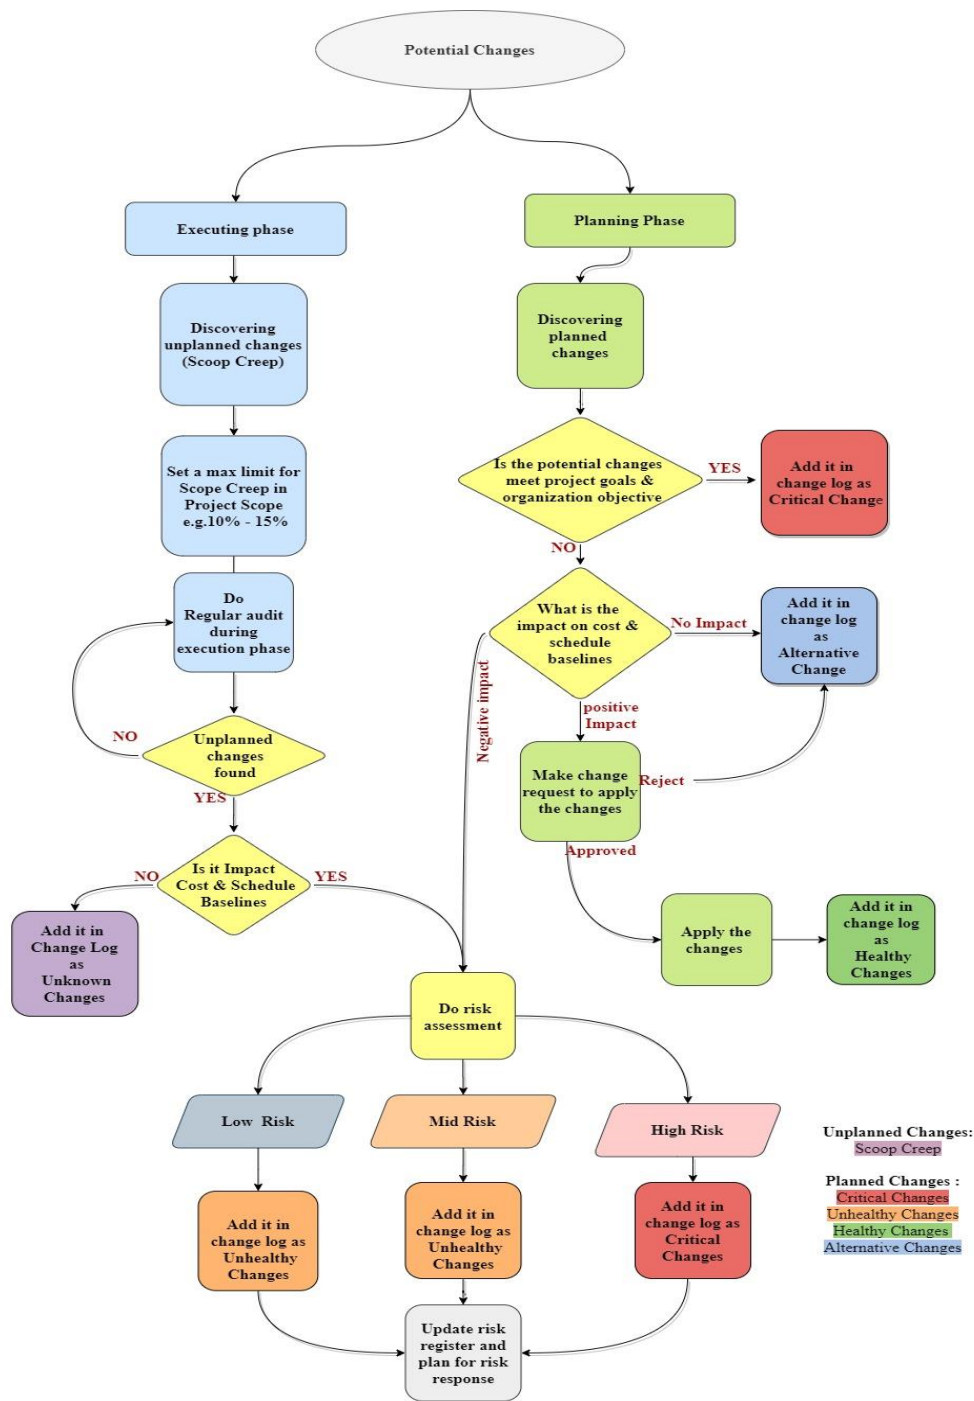 Potential Changes
Executing phase
Planning Phase
Discovering
unplanned changes
(Scoop Creep)
Discovering
planned
changes
Set a max limit for
Scope Creep in
Project Scope
e.g.10% - 15%
Is the potential changes
meet project goals &
organization objective
YES
Add it in
change log as
Critical Change
NO
Do
Regular audit
during
execution phase
What is the
impact on cost &
schedule
baselines
No Impact
Add it in
change log
as
Alternative
Change
Negative impact
positive
Impact
NO
Unplanned
changes
found
YES
Make change
request to apply
the changes
Reject
Approved
NO
Is it Impact
Cost & Schedule
Baselines
YES
Add it in
Change Log
as
Unknown
Changes
Apply the
changes
Add it in
change log
as
Healthy
Changes
Do risk
assessment
Low Risk
Mid Risk
High Risk
Add it in
change log as
Unhealthy
Changes
Add it in
change log as
Unhealthy
Changes
Add it in
change log as
Critical
Changes
Update risk
register and
plan for risk
response
Unplanned Changes:
Scoop Creep
Planned Changes :
Critical Changes
Unhealthy Changes
Healthy Changes
Alternative Changes